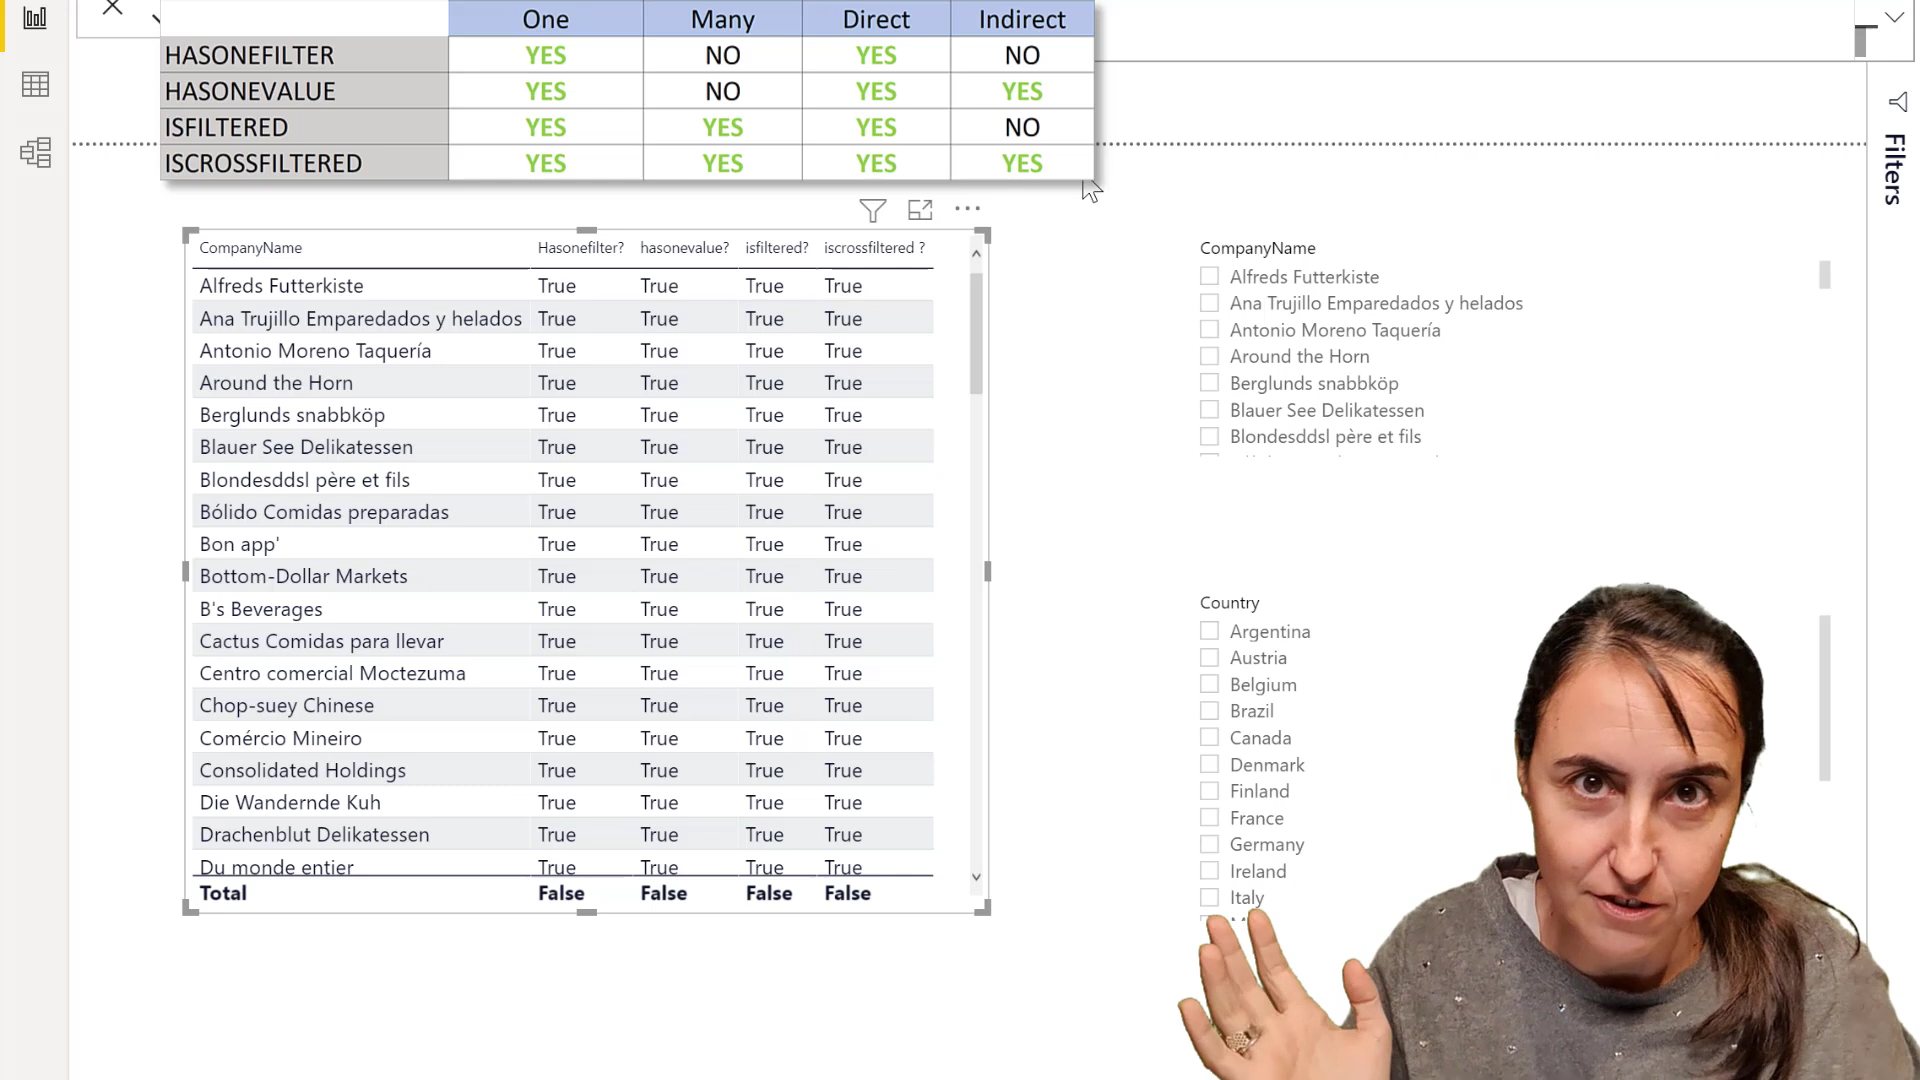 One Many Direct Indirect
HASONEFILTER YES NO YES NO
HASONEVALUE YES NO YES YES
ISFILTERED YES YES YES NO
ISCROSSFILTERED YES YES YES YES
Filters
CompanyName Hasonefilter? hasonevalue? isfiltered? iscrossfiltered ?
Alfreds Futterkiste True True True True
Ana Trujillo Emparedados y helados True True True True
Antonio Moreno Taquería True True True True
Around the Horn True True True True
Berglunds snabbköp True True True True
Blauer See Delikatessen True True True True
Blondesddsl père et fils True True True True
Bólido Comidas preparadas True True True True
Bon app' True True True True
Bottom-Dollar Markets True True True True
B's Beverages True True True True
Cactus Comidas para llevar True True True True
Centro comercial Moctezuma True True True True
Chop-suey Chinese True True True True
Comércio Mineiro True True True True
Consolidated Holdings True True True True
Die Wandernde Kuh True True True True
Drachenblut Delikatessen True True True True
Du monde entier True True True True
Total False False False False
CompanyName
Alfreds Futterkiste
Ana Trujillo Emparedados y helados
Antonio Moreno Taquería
Around the Horn
Berglunds snabbköp
Blauer See Delikatessen
Blondesddsl père et fils
Country
Argentina
Austria
Belgium
Brazil
Canada
Denmark
Finland
France
Germany
Ireland
Italy